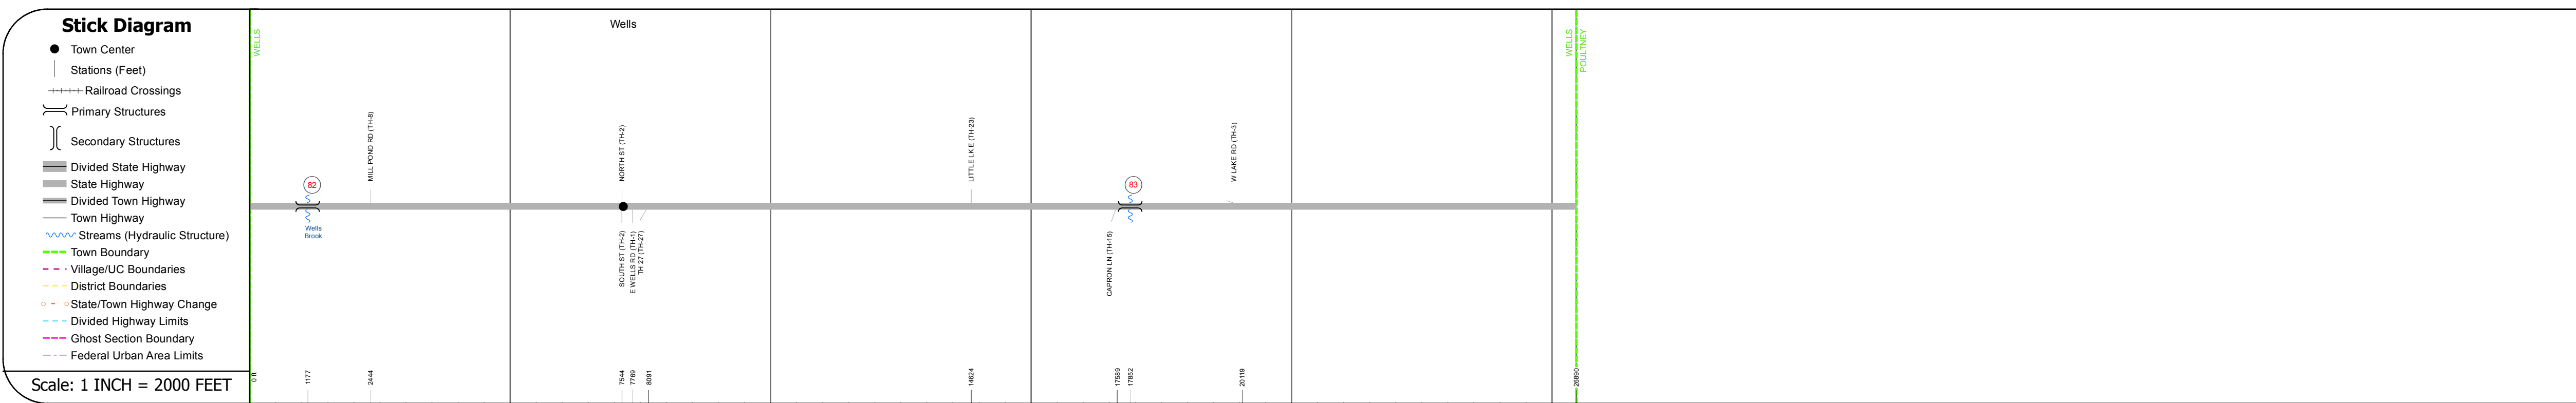 Stick Diagram
Town Center
Stations (Feet)
Railroad Crossings
Primary Structures
Secondary Structures
Divided State Highway
State Highway
Divided Town Highway
Town Highway
Streams (Hydraulic Structure)
Town Boundary
Village/UC Boundaries
District Boundaries
State/Town Highway Change
Divided Highway Limits
Ghost Section Boundary
Federal Urban Area Limits
Scale: 1 INCH = 2000 FEET
WELLS
Wells
WELLS
POULTNEY
MILL POND RD (TH-8)
NORTH ST (TH-2)
LITTLE LK E (TH-23)
W LAKE RD (TH-3)
82
83
Wells
Brook
SOUTH ST (TH-2)
E WELLS RD (TH-1)
TH 27 (TH-27)
CAPRON LN (TH-15)
0 ft
1177
2444
7544
7769
8091
14624
17589
17852
20119
26890